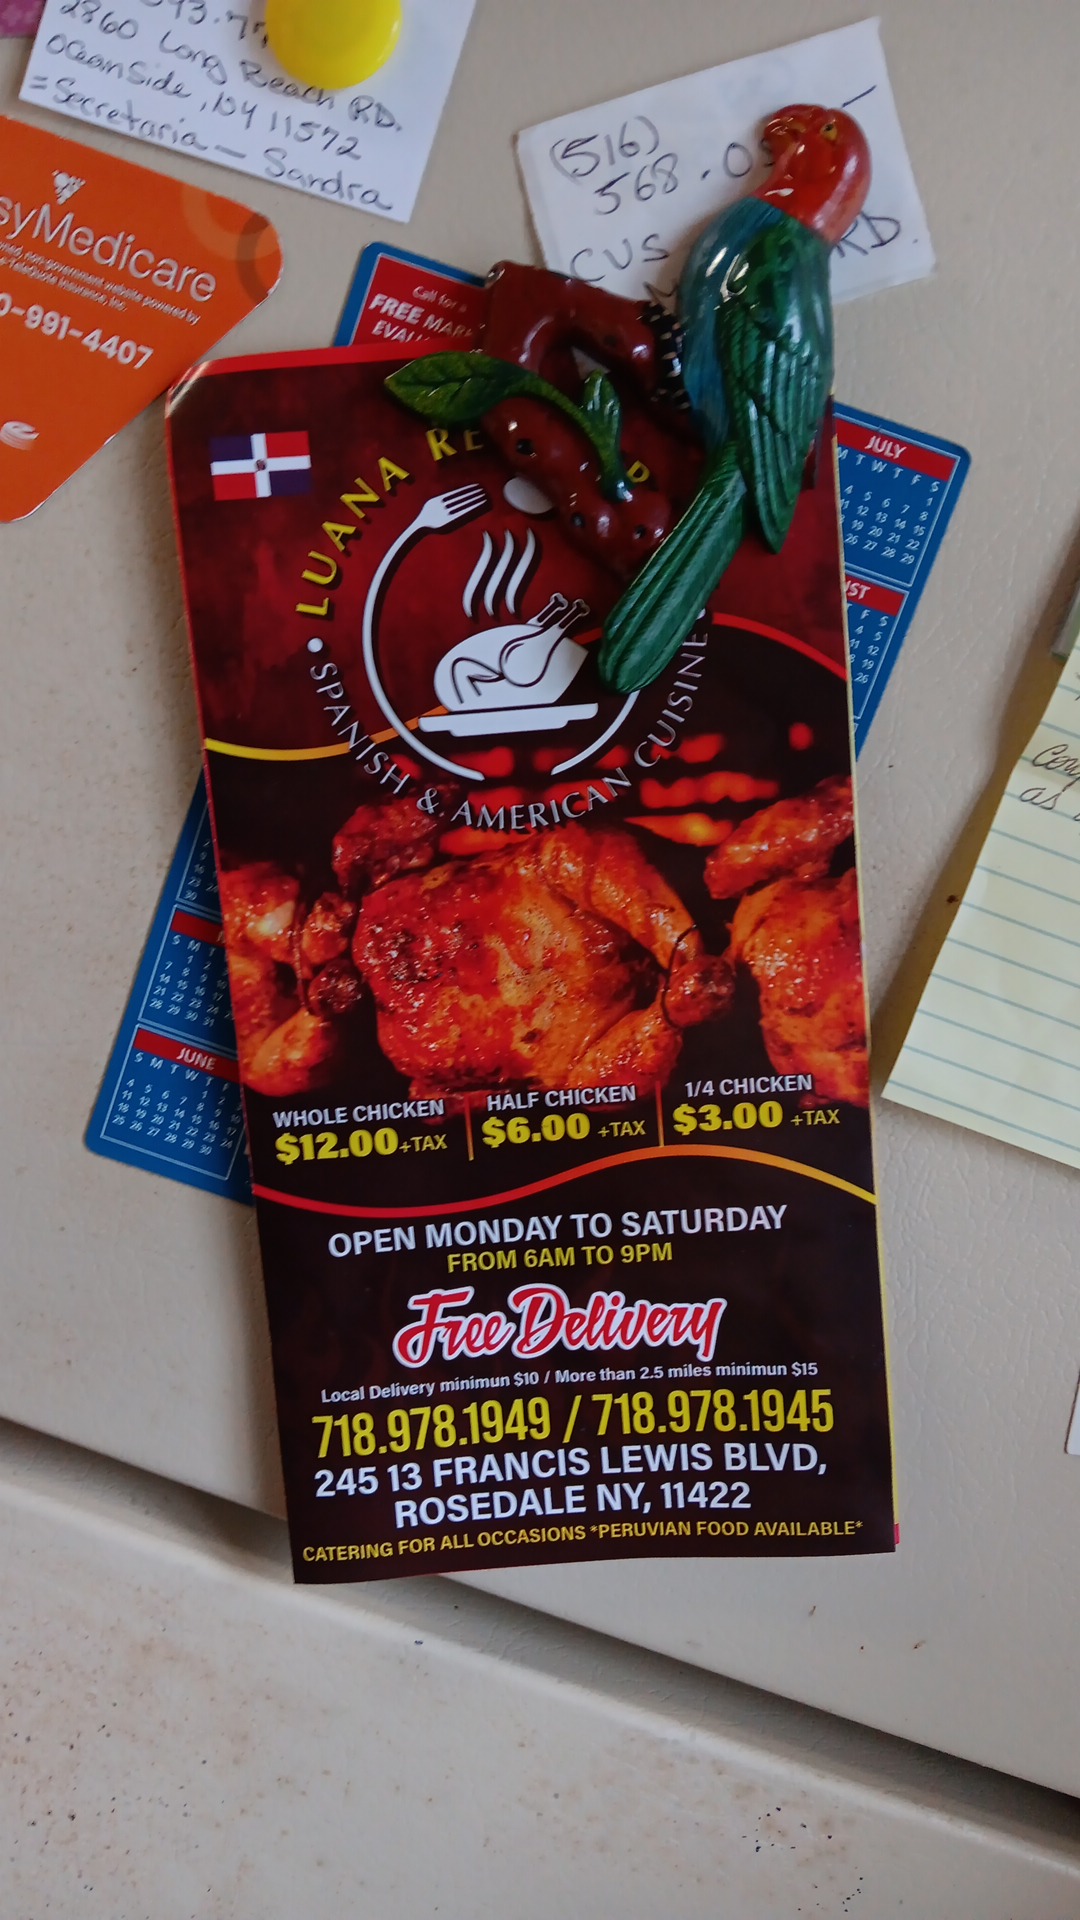 2860 Long Beach RD.
OceanSide, NY 11572
=Secretaria - Sandra
(516)
568.0
CUS
RD.
syMedicare
0-991-4407
Call for a
FREE
JULY
M T W T F S
LUANA
• SPANISH & AMERICAN CUISINE
S M T
JUNE
S M T W T F
as
WHOLE CHICKEN
$12.00+TAX
HALF CHICKEN
$6.00 +TAX
1/4 CHICKEN
$3.00 +TAX
OPEN MONDAY TO SATURDAY
FROM 6AM TO 9PM
Free Delivery
Local Delivery minimun $10 / More than 2.5 miles minimun $15
718.978.1949 / 718.978.1945
245 13 FRANCIS LEWIS BLVD,
ROSEDALE NY, 11422
CATERING FOR ALL OCCASIONS *PERUVIAN FOOD AVAILABLE*